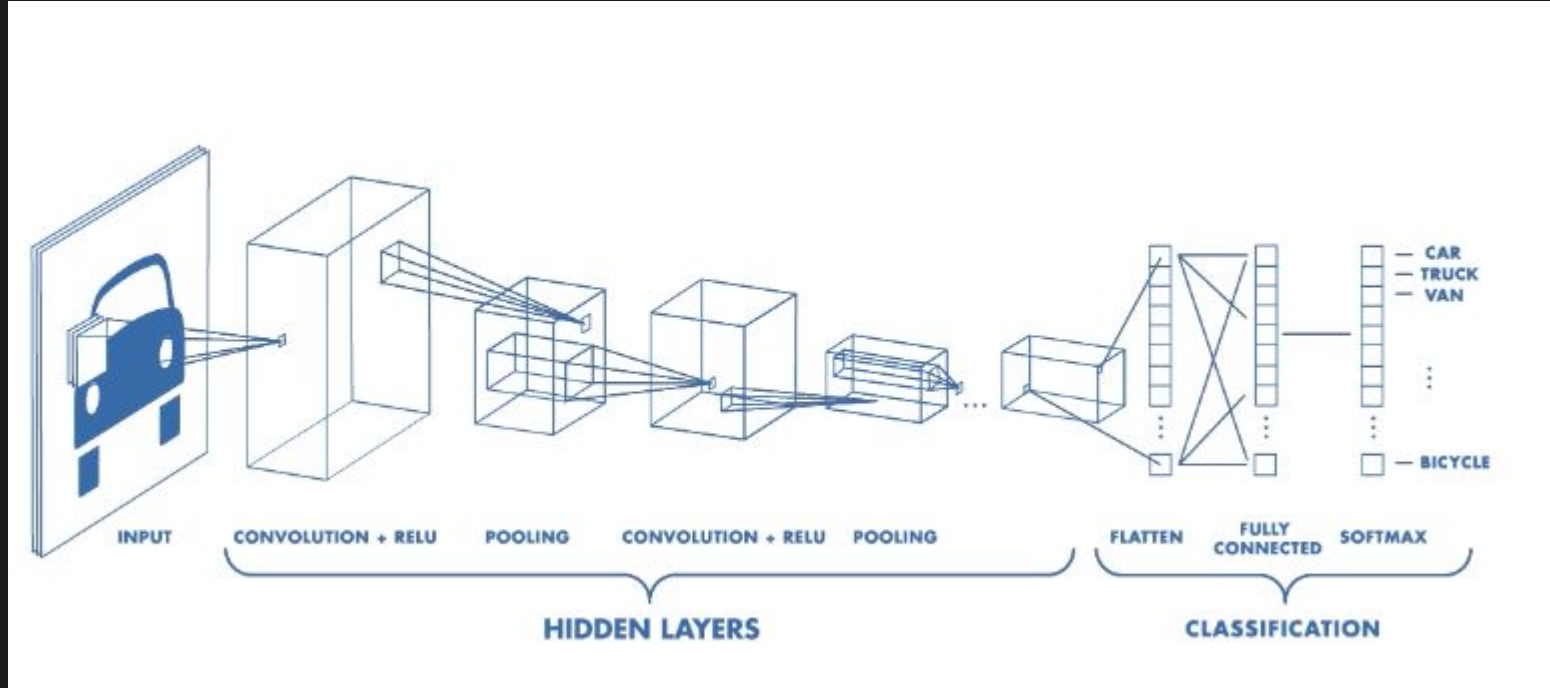 CAR
TRUCK
VAN
BICYCLE
INPUT
CONVOLUTION + RELU
POOLING
CONVOLUTION + RELU
POOLING
FLATTEN
FULLY
CONNECTED
SOFTMAX
HIDDEN LAYERS
CLASSIFICATION